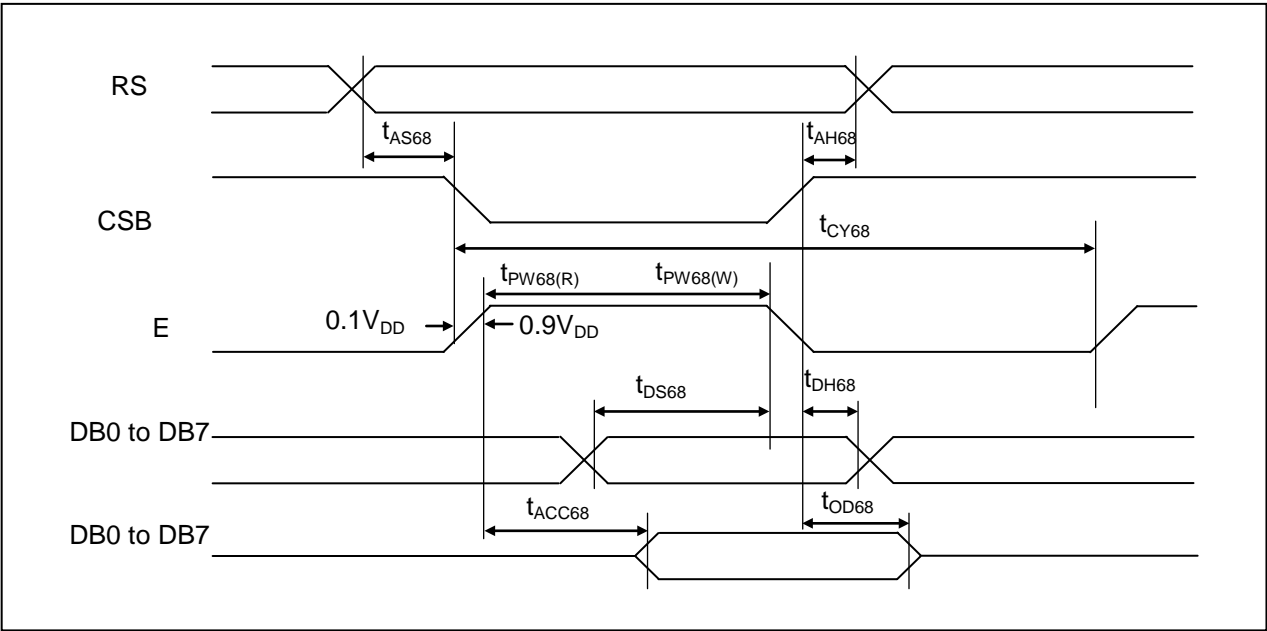 RS
tAS68
tAH68
CSB
tCY68
tPW68(R)
tPW68(W)
E
0.1VDD
0.9VDD
tDS68
tDH68
DB0 to DB7
tACC68
tOD68
DB0 to DB7